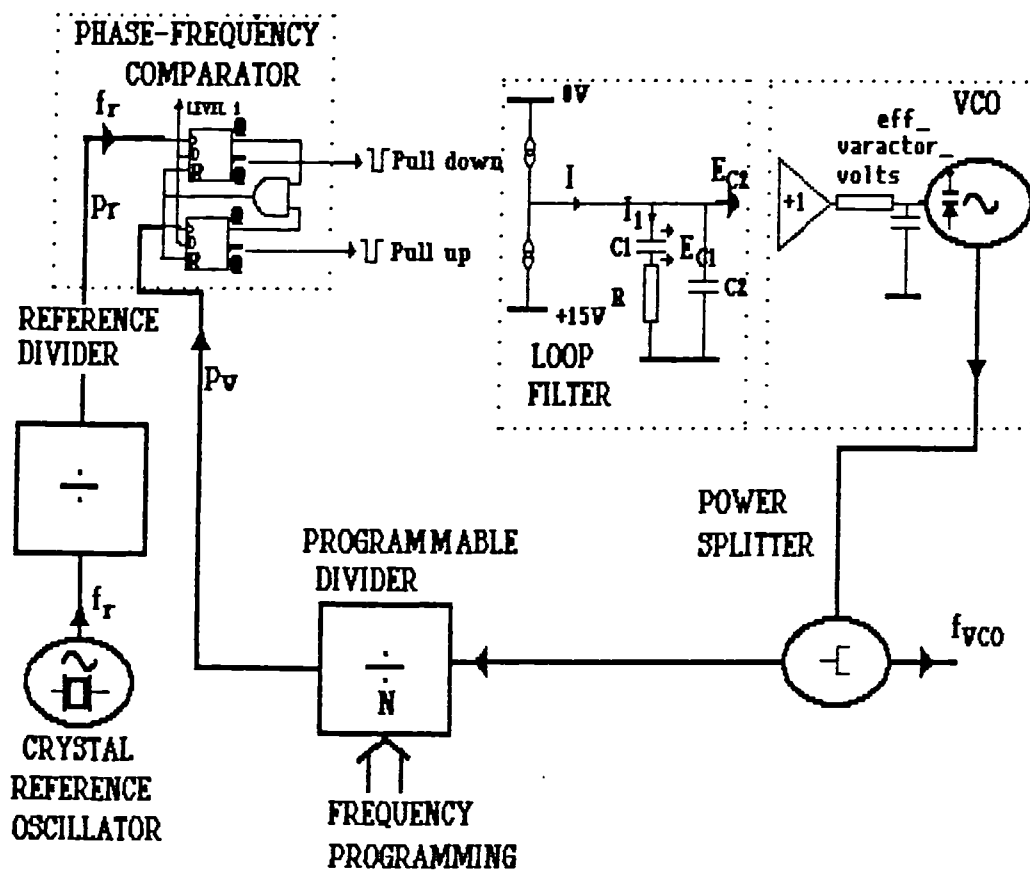 PHASE-FREQUENCY
COMPARATOR
fr
LEVEL 1
Q
D
R
Q
Pull down
Pr
D
R
Q
Q
Pull up
REFERENCE
DIVIDER
÷
fr
CRYSTAL
REFERENCE
OSCILLATOR
Pv
0V
I
I1
EC2
C1
EC1
R
C2
+15V
LOOP
FILTER
VCO
eff_
varactor_
volts
+1
POWER
SPLITTER
fVCO
PROGRAMMABLE
DIVIDER
÷
N
FREQUENCY
PROGRAMMING